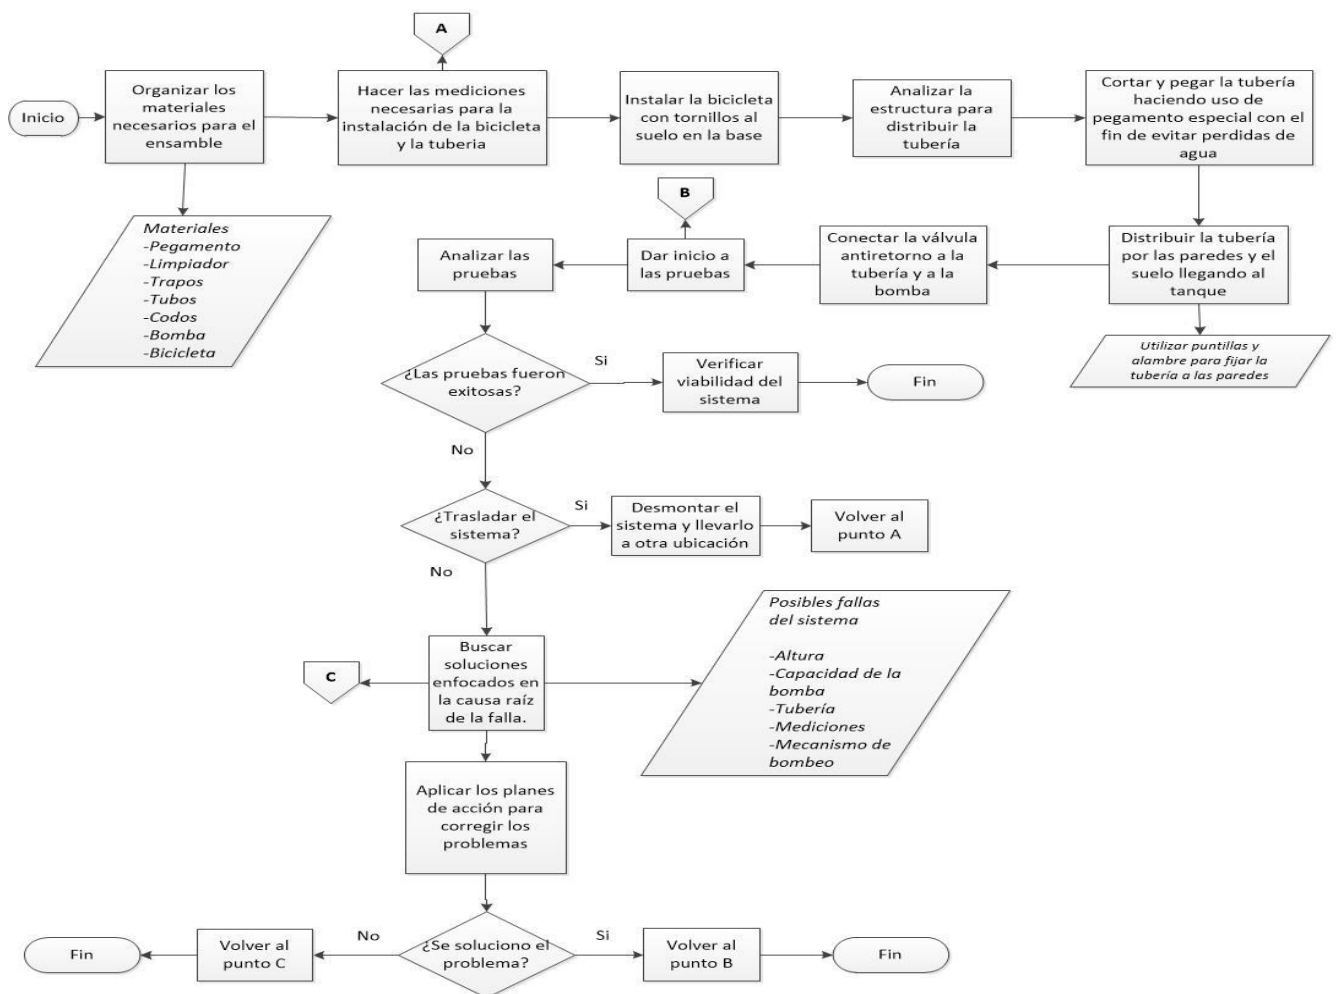 A
Inicio
Organizar los
materiales
necesarios para el
ensamble
Hacer las mediciones
necesarias para la
instalación de la bicicleta
y la tuberia
Instalar la bicicleta
con tornillos al
suelo en la base
Analizar la
estructura para
distribuir la
tubería
Cortar y pegar la tubería
haciendo uso de
pegamento especial con el
fin de evitar perdidas de
agua
Materiales
-Pegamento
-Limpiador
-Trapos
-Tubos
-Codos
-Bomba
-Bicicleta
B
Distribuir la tubería
por las paredes y el
suelo llegando al
tanque
Utilizar puntillas y
alambre para fijar la
tubería a las paredes
Conectar la válvula
antiretorno a la
tubería y a la
bomba
Dar inicio a
las pruebas
Analizar las
pruebas
¿Las pruebas fueron
exitosas?
Si
Verificar
viabilidad del
sistema
Fin
No
¿Trasladar el
sistema?
Si
Desmontar el
sistema y llevarlo
a otra ubicación
Volver al
punto A
No
Buscar
soluciones
enfocados en
la causa raíz
de la falla.
C
Posibles fallas
del sistema
-Altura
-Capacidad de la
bomba
-Tubería
-Mediciones
-Mecanismo de
bombeo
Aplicar los planes
de acción para
corregir los
problemas
¿Se soluciono el
problema?
No
Volver al
punto C
Fin
Si
Volver al
punto B
Fin